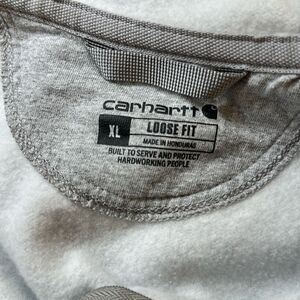 carhartt
XL LOOSE FIT
MADE IN HONDURAS
BUILT TO SERVE AND PROTECT
HARDWORKING PEOPLE